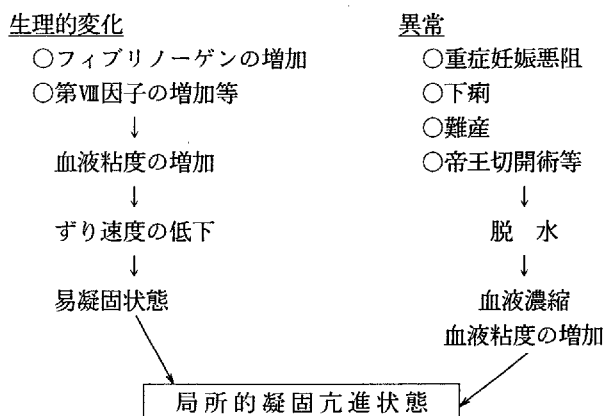 生理的変化
○フィブリノーゲンの増加
○第Ⅷ因子の増加等
↓
血液粘度の増加
↓
ずり速度の低下
↓
易凝固状態
異常
○重症妊娠悪阻
○下痢
○難産
○帝王切開術等
↓
脱 水
↓
血液濃縮
血液粘度の増加
局所的凝固亢進状態